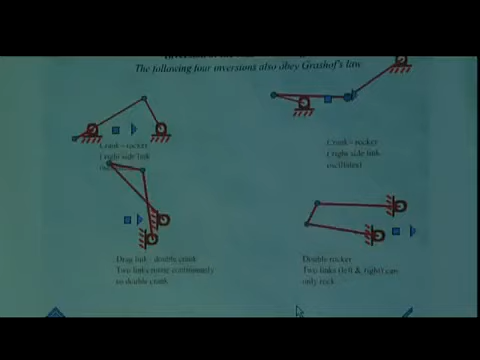 The following four inversions also obey Grashof's law
Crank - rocker
( right side link
Crank - rocker
( right side link
oscillates)
Drag link - double crank
Two links rotate continuously
so double crank
Double rocker
Two links (left & right) can
only rock